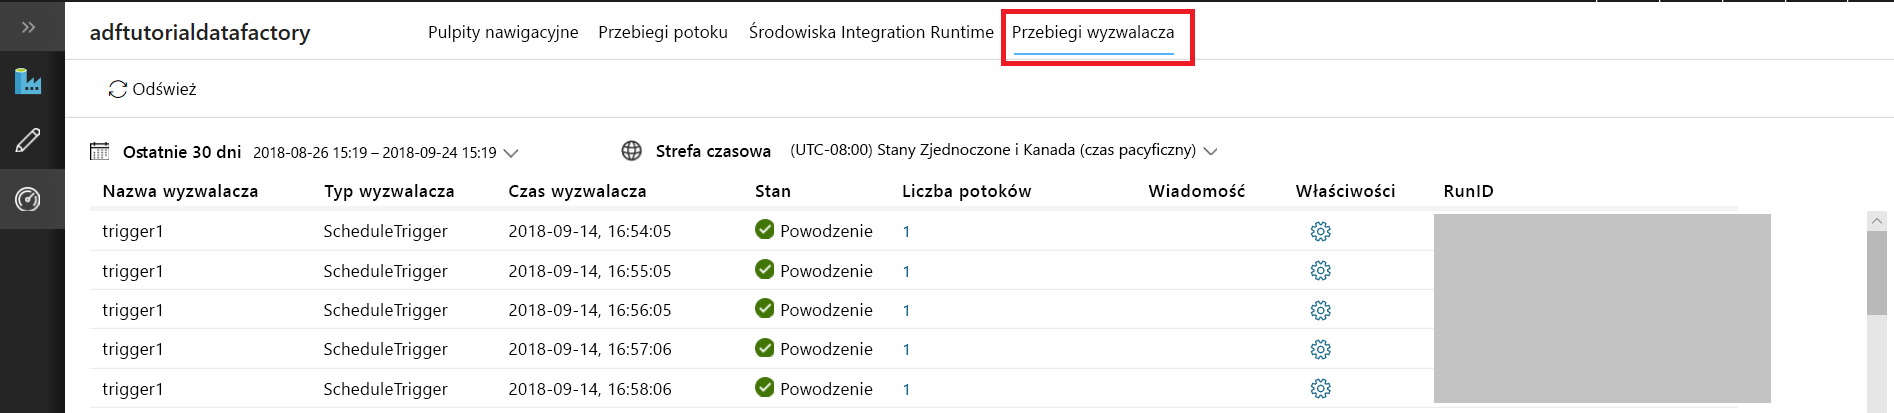 adftutorialdatafactory Pulpity nawigacyjne Przebiegi potoku Środowiska Integration Runtime Przebiegi wyzwalacza
Odśwież
Ostatnie 30 dni 2018-08-26 15:19 – 2018-09-24 15:19 Strefa czasowa (UTC-08:00) Stany Zjednoczone i Kanada (czas pacyficzny)
Nazwa wyzwalacza Typ wyzwalacza Czas wyzwalacza Stan Liczba potoków Wiadomość Właściwości RunID
trigger1 ScheduleTrigger 2018-09-14, 16:54:05 Powodzenie 1
trigger1 ScheduleTrigger 2018-09-14, 16:55:05 Powodzenie 1
trigger1 ScheduleTrigger 2018-09-14, 16:56:05 Powodzenie 1
trigger1 ScheduleTrigger 2018-09-14, 16:57:06 Powodzenie 1
trigger1 ScheduleTrigger 2018-09-14, 16:58:06 Powodzenie 1